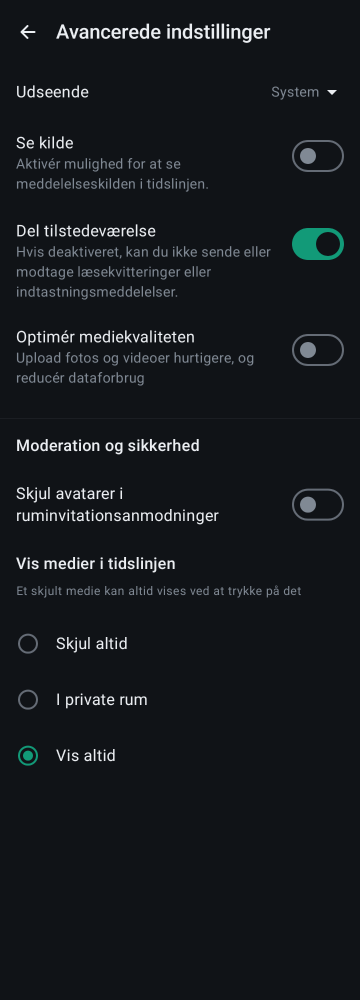 Avancerede indstillinger
Udseende
System
Se kilde
Aktivér mulighed for at se
meddelelseskilden i tidslinjen.
Del tilstedeværelse
Hvis deaktiveret, kan du ikke sende eller
modtage læsekvitteringer eller
indtastningsmeddelelser.
Optimér mediekvaliteten
Upload fotos og videoer hurtigere, og
reducér dataforbrug
Moderation og sikkerhed
Skjul avatarer i
ruminvitationsanmodninger
Vis medier i tidslinjen
Et skjult medie kan altid vises ved at trykke på det
Skjul altid
I private rum
Vis altid